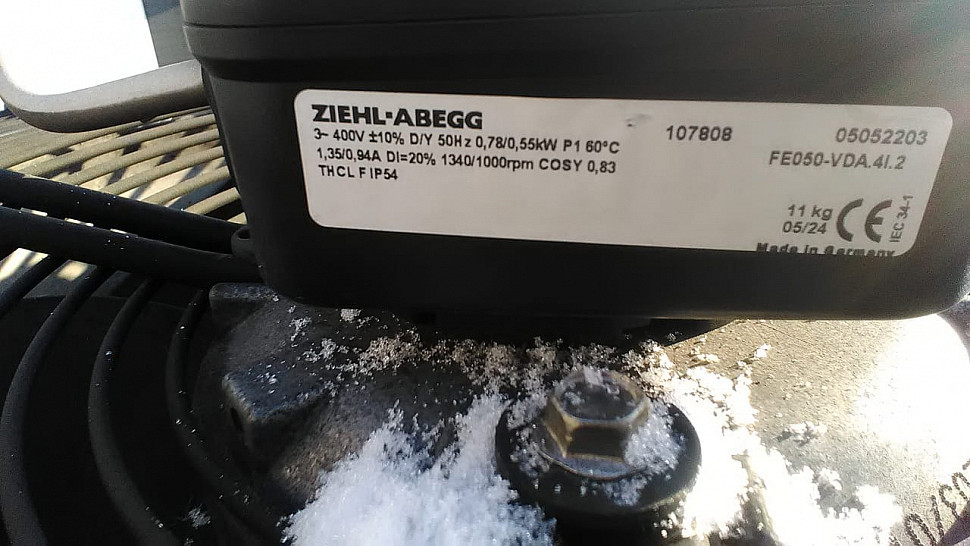 ZIEHL-ABEGG
3~ 400V ±10% D/Y 50Hz 0,78/0,55kW P1 60°C
1,35/0,94A DI=20% 1340/1000rpm COSY 0,83
THCL F IP54
107808
05052203
FE050-VDA.4I.2
11 kg
05/24
CE
IEC 34-1
Made in Germany